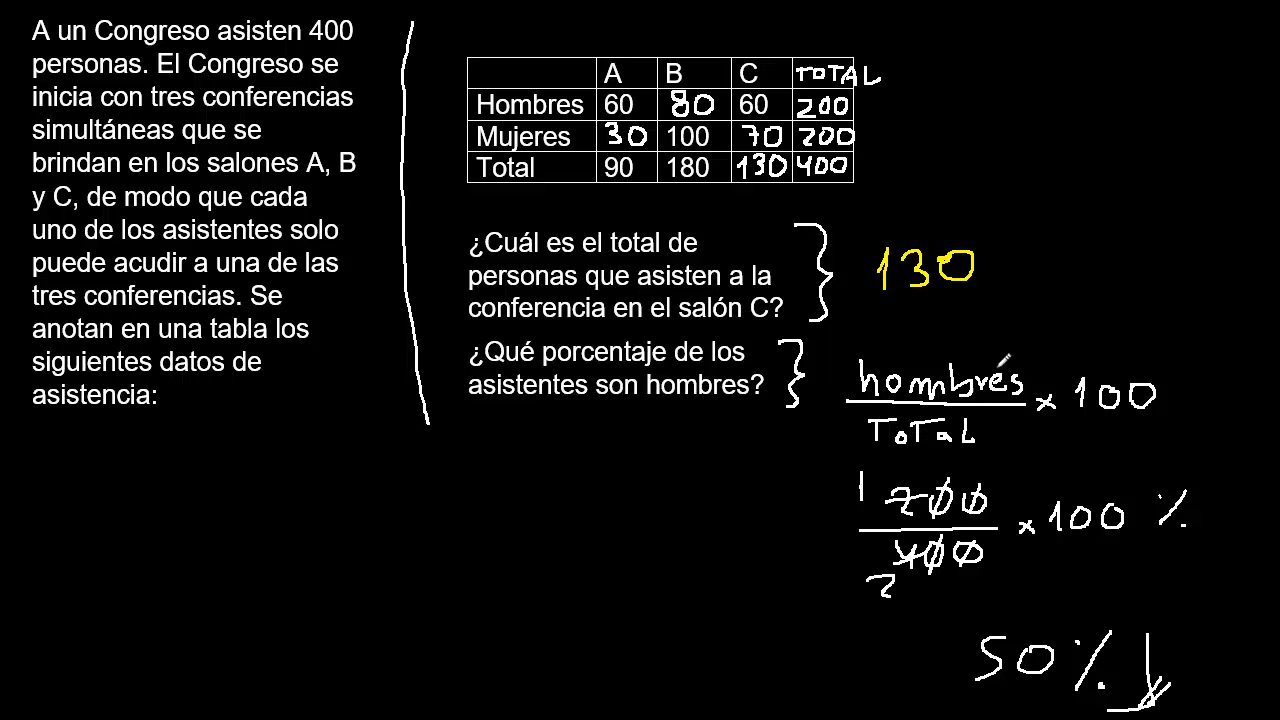 A un Congreso asisten 400
personas. El Congreso se
inicia con tres conferencias
simultáneas que se
brindan en los salones A, B
y C, de modo que cada
uno de los asistentes solo
puede acudir a una de las
tres conferencias. Se
anotan en una tabla los
siguientes datos de
asistencia:
A B C TOTAL
Hombres 60 80 60 200
Mujeres 30 100 70 200
Total 90 180 130 400
¿Cuál es el total de
personas que asisten a la
conferencia en el salón C?
130
¿Qué porcentaje de los
asistentes son hombres?
hombres
TOTAL
× 100
1 200
400
2
× 100 %
50 %